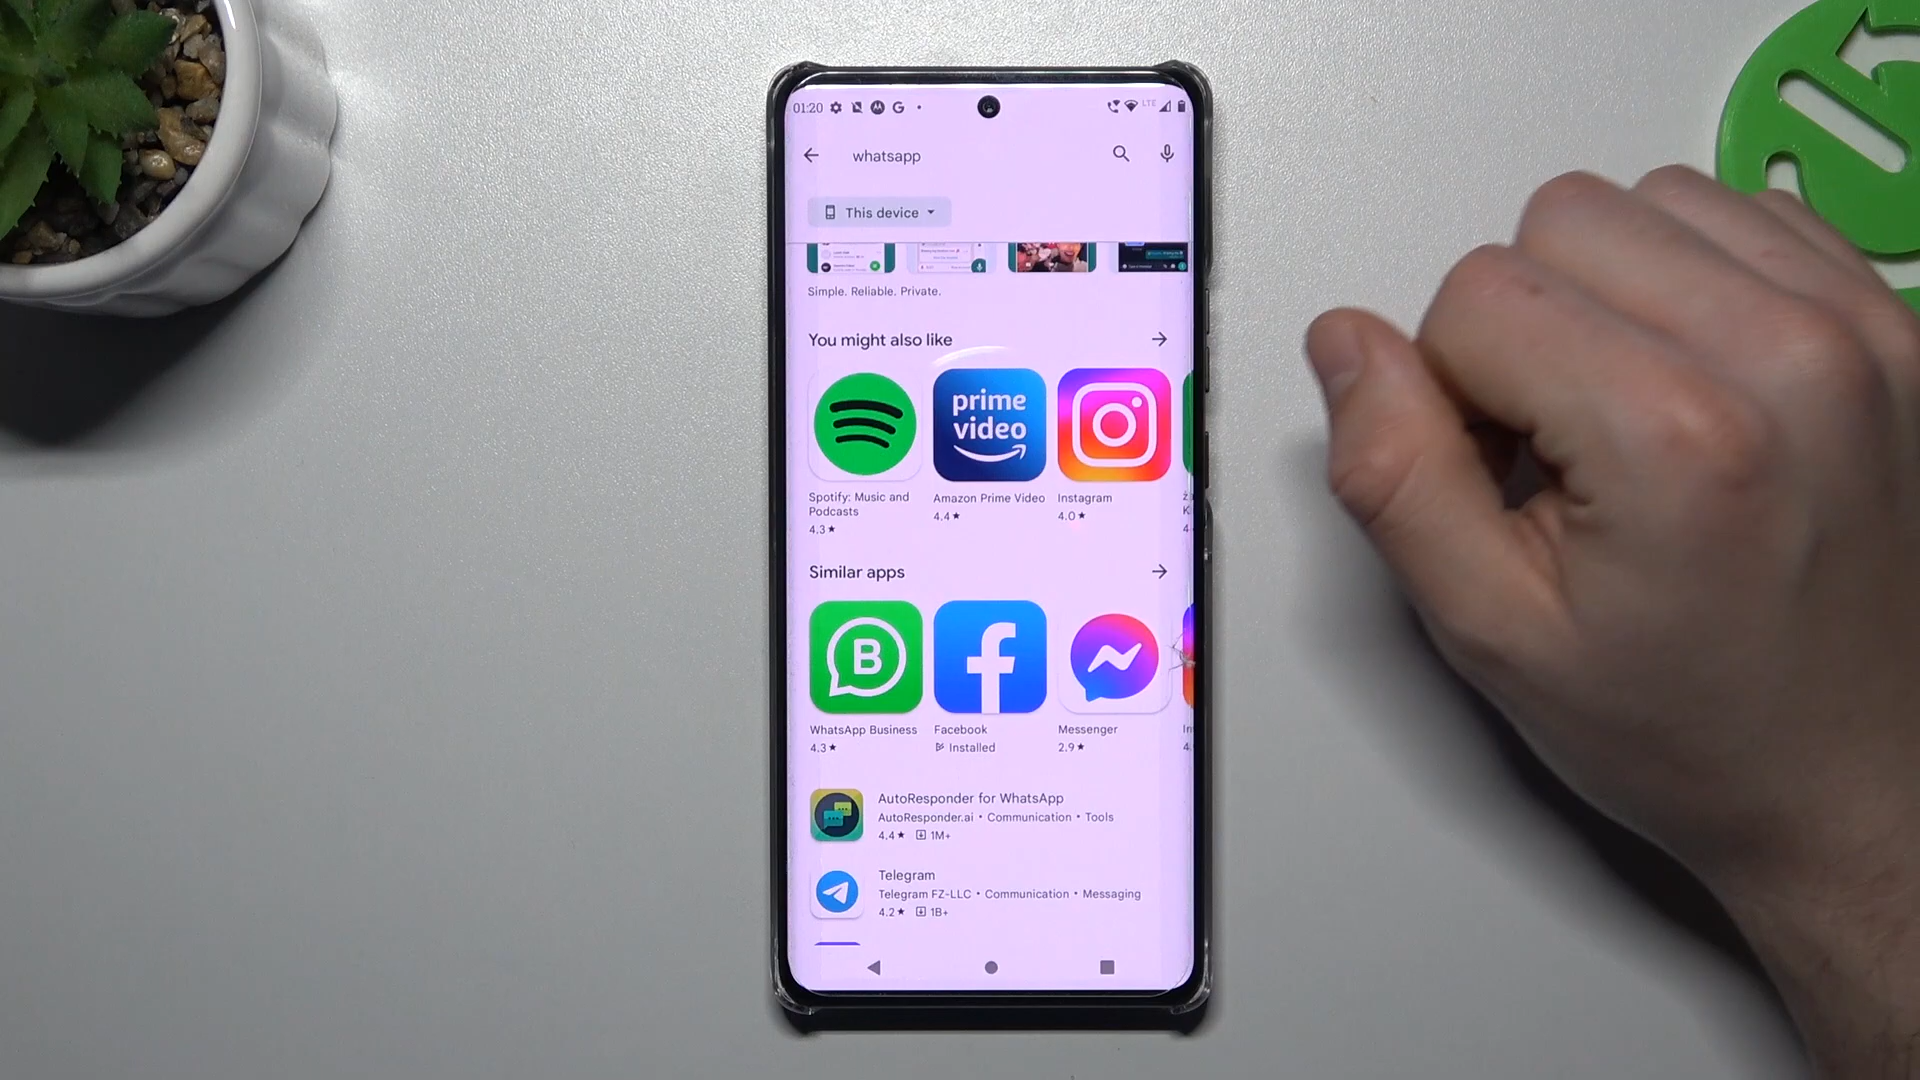 01:20
LTE
whatsapp
This device
Simple. Reliable. Private.
You might also like
prime
video
Spotify: Music and
Podcasts
4.3★
Amazon Prime Video
4.4★
Instagram
4.0★
Similar apps
B
WhatsApp Business
4.3★
Facebook
Installed
Messenger
2.9★
AutoResponder for WhatsApp
AutoResponder.ai • Communication • Tools
4.4★ 1M+
Telegram
Telegram FZ-LLC • Communication • Messaging
4.2★ 1B+